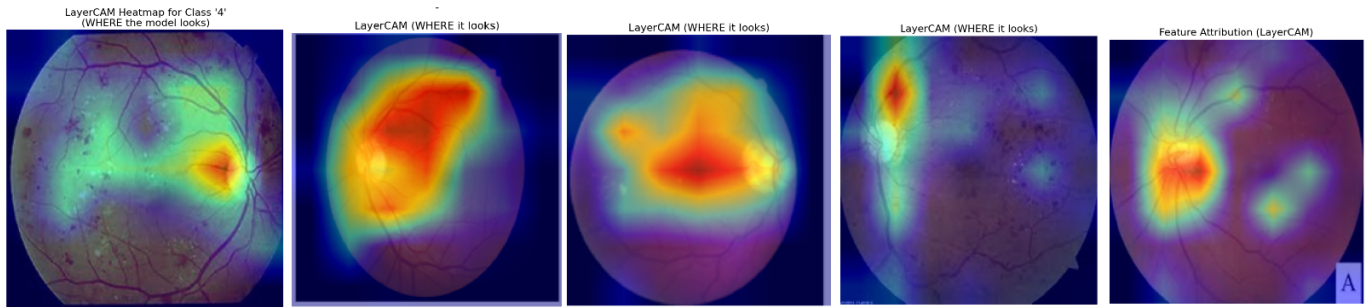 LayerCAM Heatmap for Class '4'
(WHERE the model looks)
-
LayerCAM (WHERE it looks)
LayerCAM (WHERE it looks)
LayerCAM (WHERE it looks)
Feature Attribution (LayerCAM)
A